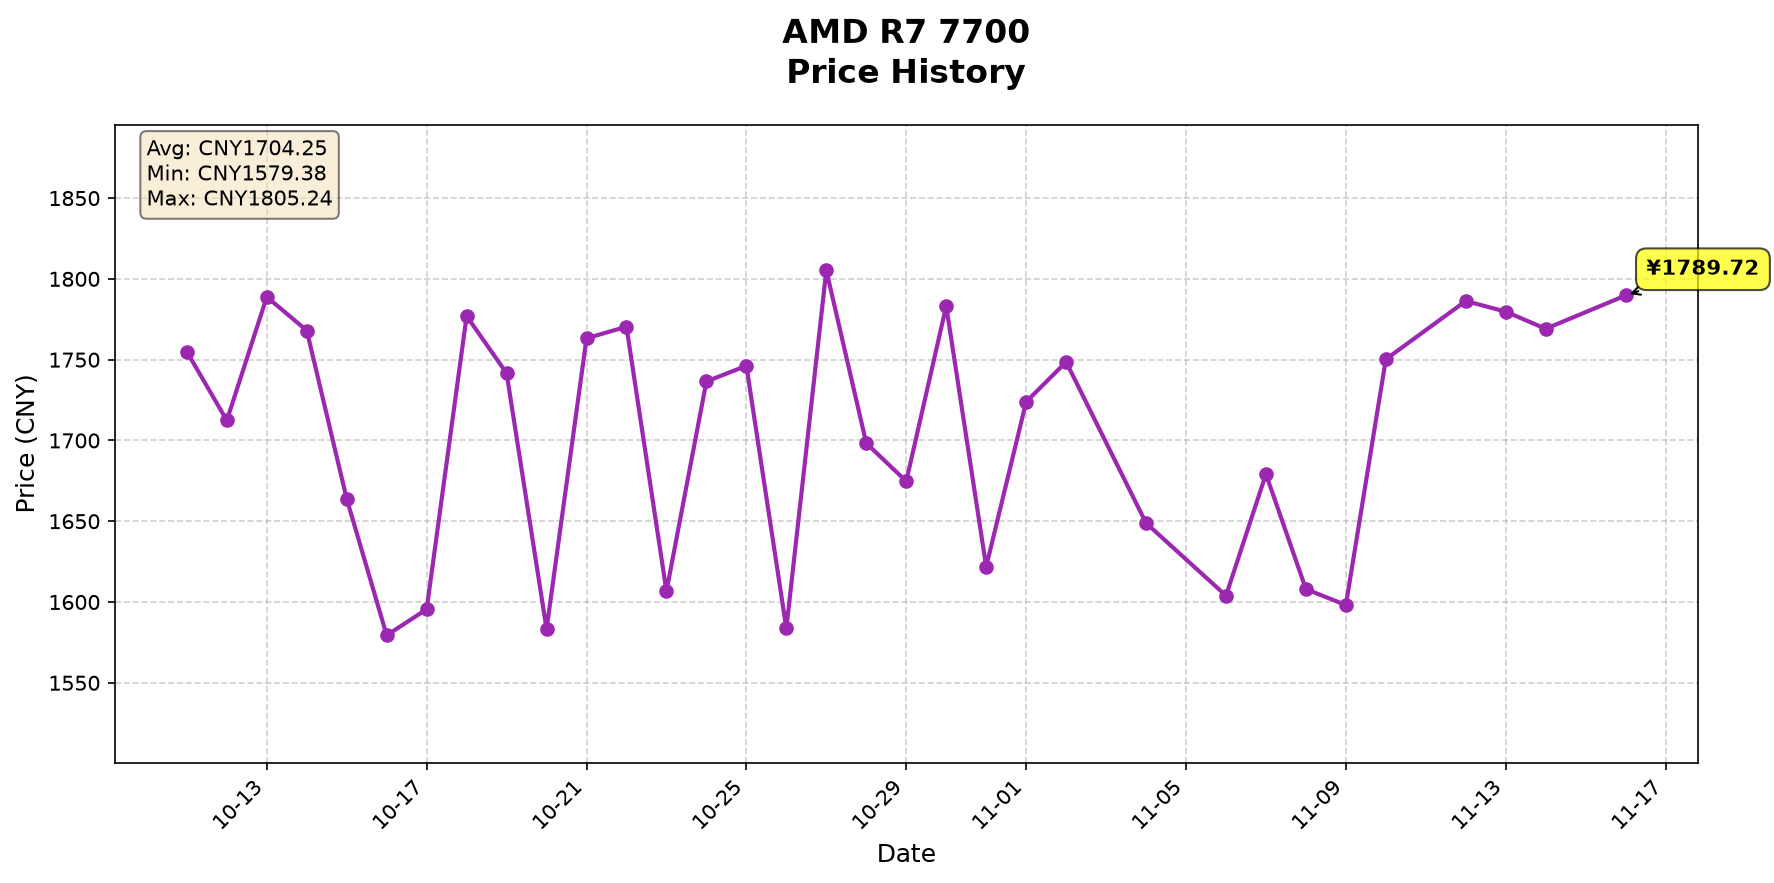 AMD R7 7700
Price History
Avg: CNY1704.25
Min: CNY1579.38
Max: CNY1805.24
¥1789.72
Price (CNY)
1850
1800
1750
1700
1650
1600
1550
10-13
10-17
10-21
10-25
10-29
11-01
11-05
11-09
11-13
11-17
Date